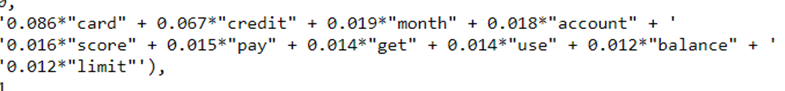 0,
'0.086*"card" + 0.067*"credit" + 0.019*"month" + 0.018*"account" + '
'0.016*"score" + 0.015*"pay" + 0.014*"get" + 0.014*"use" + 0.012*"balance" + '
'0.012*"limit"'),